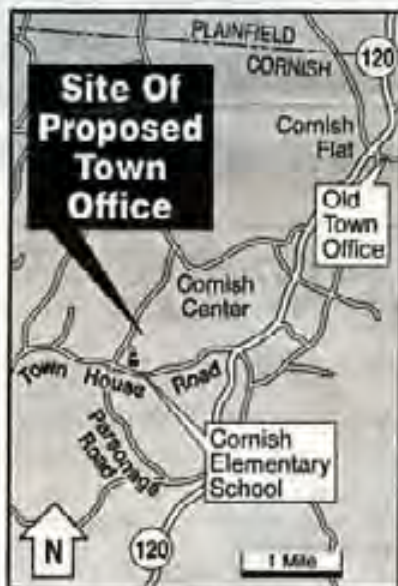 PLAINFIELD
CORNISH
120
Site Of
Proposed
Town
Office
Cornish
Flat
Old
Town
Office
Cornish
Center
Town House Road
Parsonage
Road
Cornish
Elementary
School
N
120
1 Mile